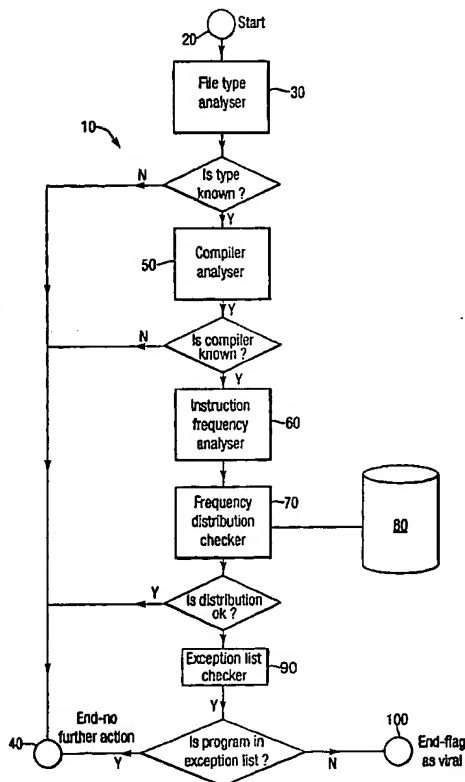 Start
20
File type
analyser
30
10
N
Is type
known ?
Y
50
Compiler
analyser
Y
N
Is compiler
known ?
Y
Instruction
frequency
analyser
60
Frequency
distribution
checker
70
80
Y
Is distribution
ok ?
Exception list
checker
90
Y
End-no
further action
40
Y
Is program in
exception list ?
N
100
End-flag
as viral